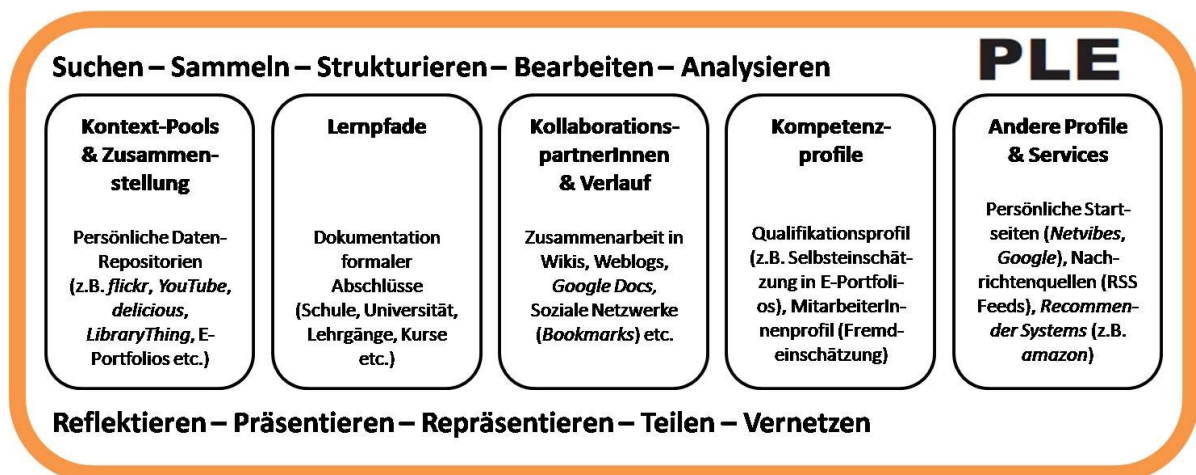 Suchen – Sammeln – Strukturieren – Bearbeiten – Analysieren
PLE
Kontext-Pools
& Zusammen-
stellung
Persönliche Daten-
Repositorien
(z.B. flickr, YouTube,
delicious,
LibraryThing, E-
Portfolios etc.)
Lernpfade
Dokumentation
formaler
Abschlüsse
(Schule, Universität,
Lehrgänge, Kurse
etc.)
Kollaborations-
partnerInnen
& Verlauf
Zusammenarbeit in
Wikis, Weblogs,
Google Docs,
Soziale Netzwerke
(Bookmarks) etc.
Kompetenz-
profile
Qualifikationsprofil
(z.B. Selbsteinschät-
zung in E-Portfoli-
os), MitarbeiterIn-
nenprofil (Fremd-
einschätzung)
Andere Profile
& Services
Persönliche Start-
seiten (Netvibes,
Google), Nach-
richtenquellen (RSS
Feeds), Recommen-
der Systems (z.B.
amazon)
Reflektieren – Präsentieren – Repräsentieren – Teilen – Vernetzen